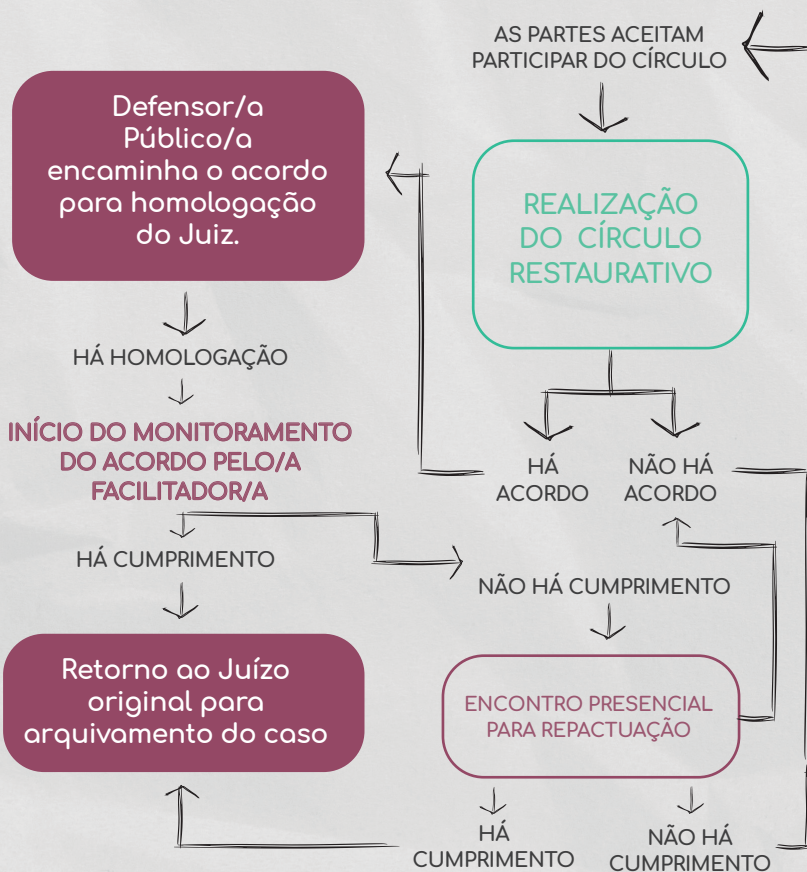 AS PARTES ACEITAM
PARTICIPAR DO CÍRCULO
Defensor/a
Público/a
encaminha o acordo
para homologação
do Juiz.
REALIZAÇÃO
DO CÍRCULO
RESTAURATIVO
HÁ HOMOLOGAÇÃO
INÍCIO DO MONITORAMENTO
DO ACORDO PELO/A
FACILITADOR/A
HÁ
ACORDO
NÃO HÁ
ACORDO
HÁ CUMPRIMENTO
NÃO HÁ CUMPRIMENTO
Retorno ao Juízo
original para
arquivamento do caso
ENCONTRO PRESENCIAL
PARA REPACTUAÇÃO
HÁ
CUMPRIMENTO
NÃO HÁ
CUMPRIMENTO